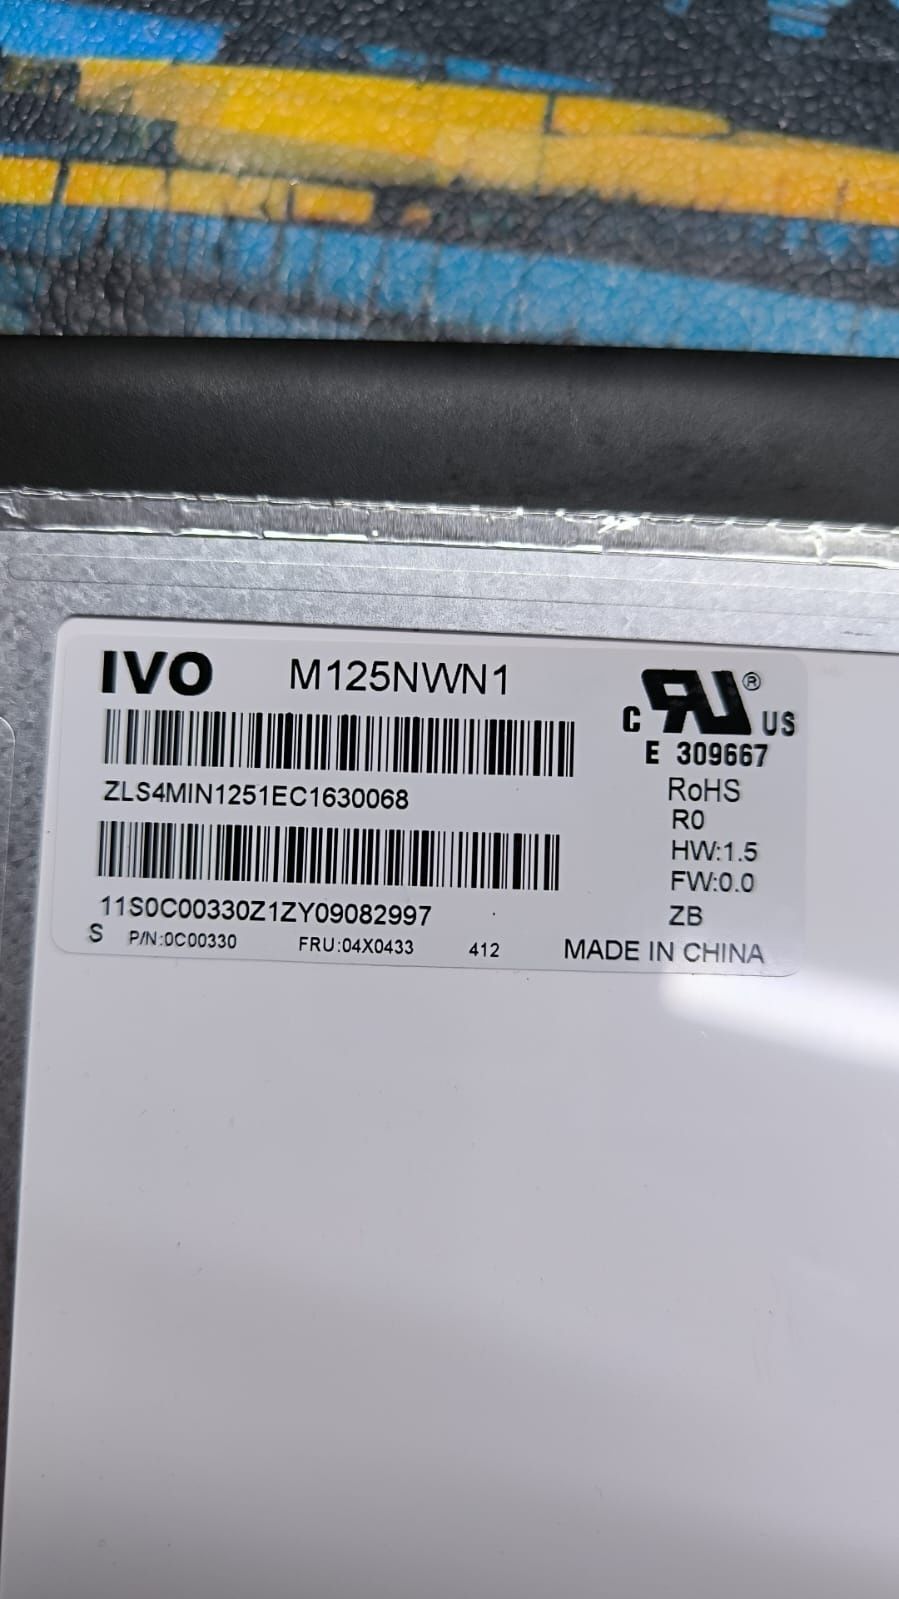 IVO M125NWN1
ZLS4MIN1251EC1630068
11S0C00330Z1ZY09082997
S P/N:0C00330 FRU:04X0433 412 MADE IN CHINA
C RU ® US
E 309667
RoHS
R0
HW:1.5
FW:0.0
ZB